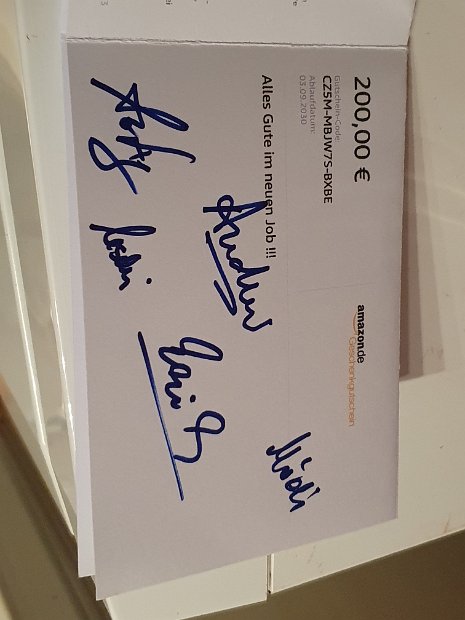 200,00 €
amazon.de
Geschenkgutschein
Gutschein-Code:
CZ5M-MBJW7S-BXBE
Ablaufdatum:
03.09.2030
Alles Gute im neuen Job !!!
Andreas